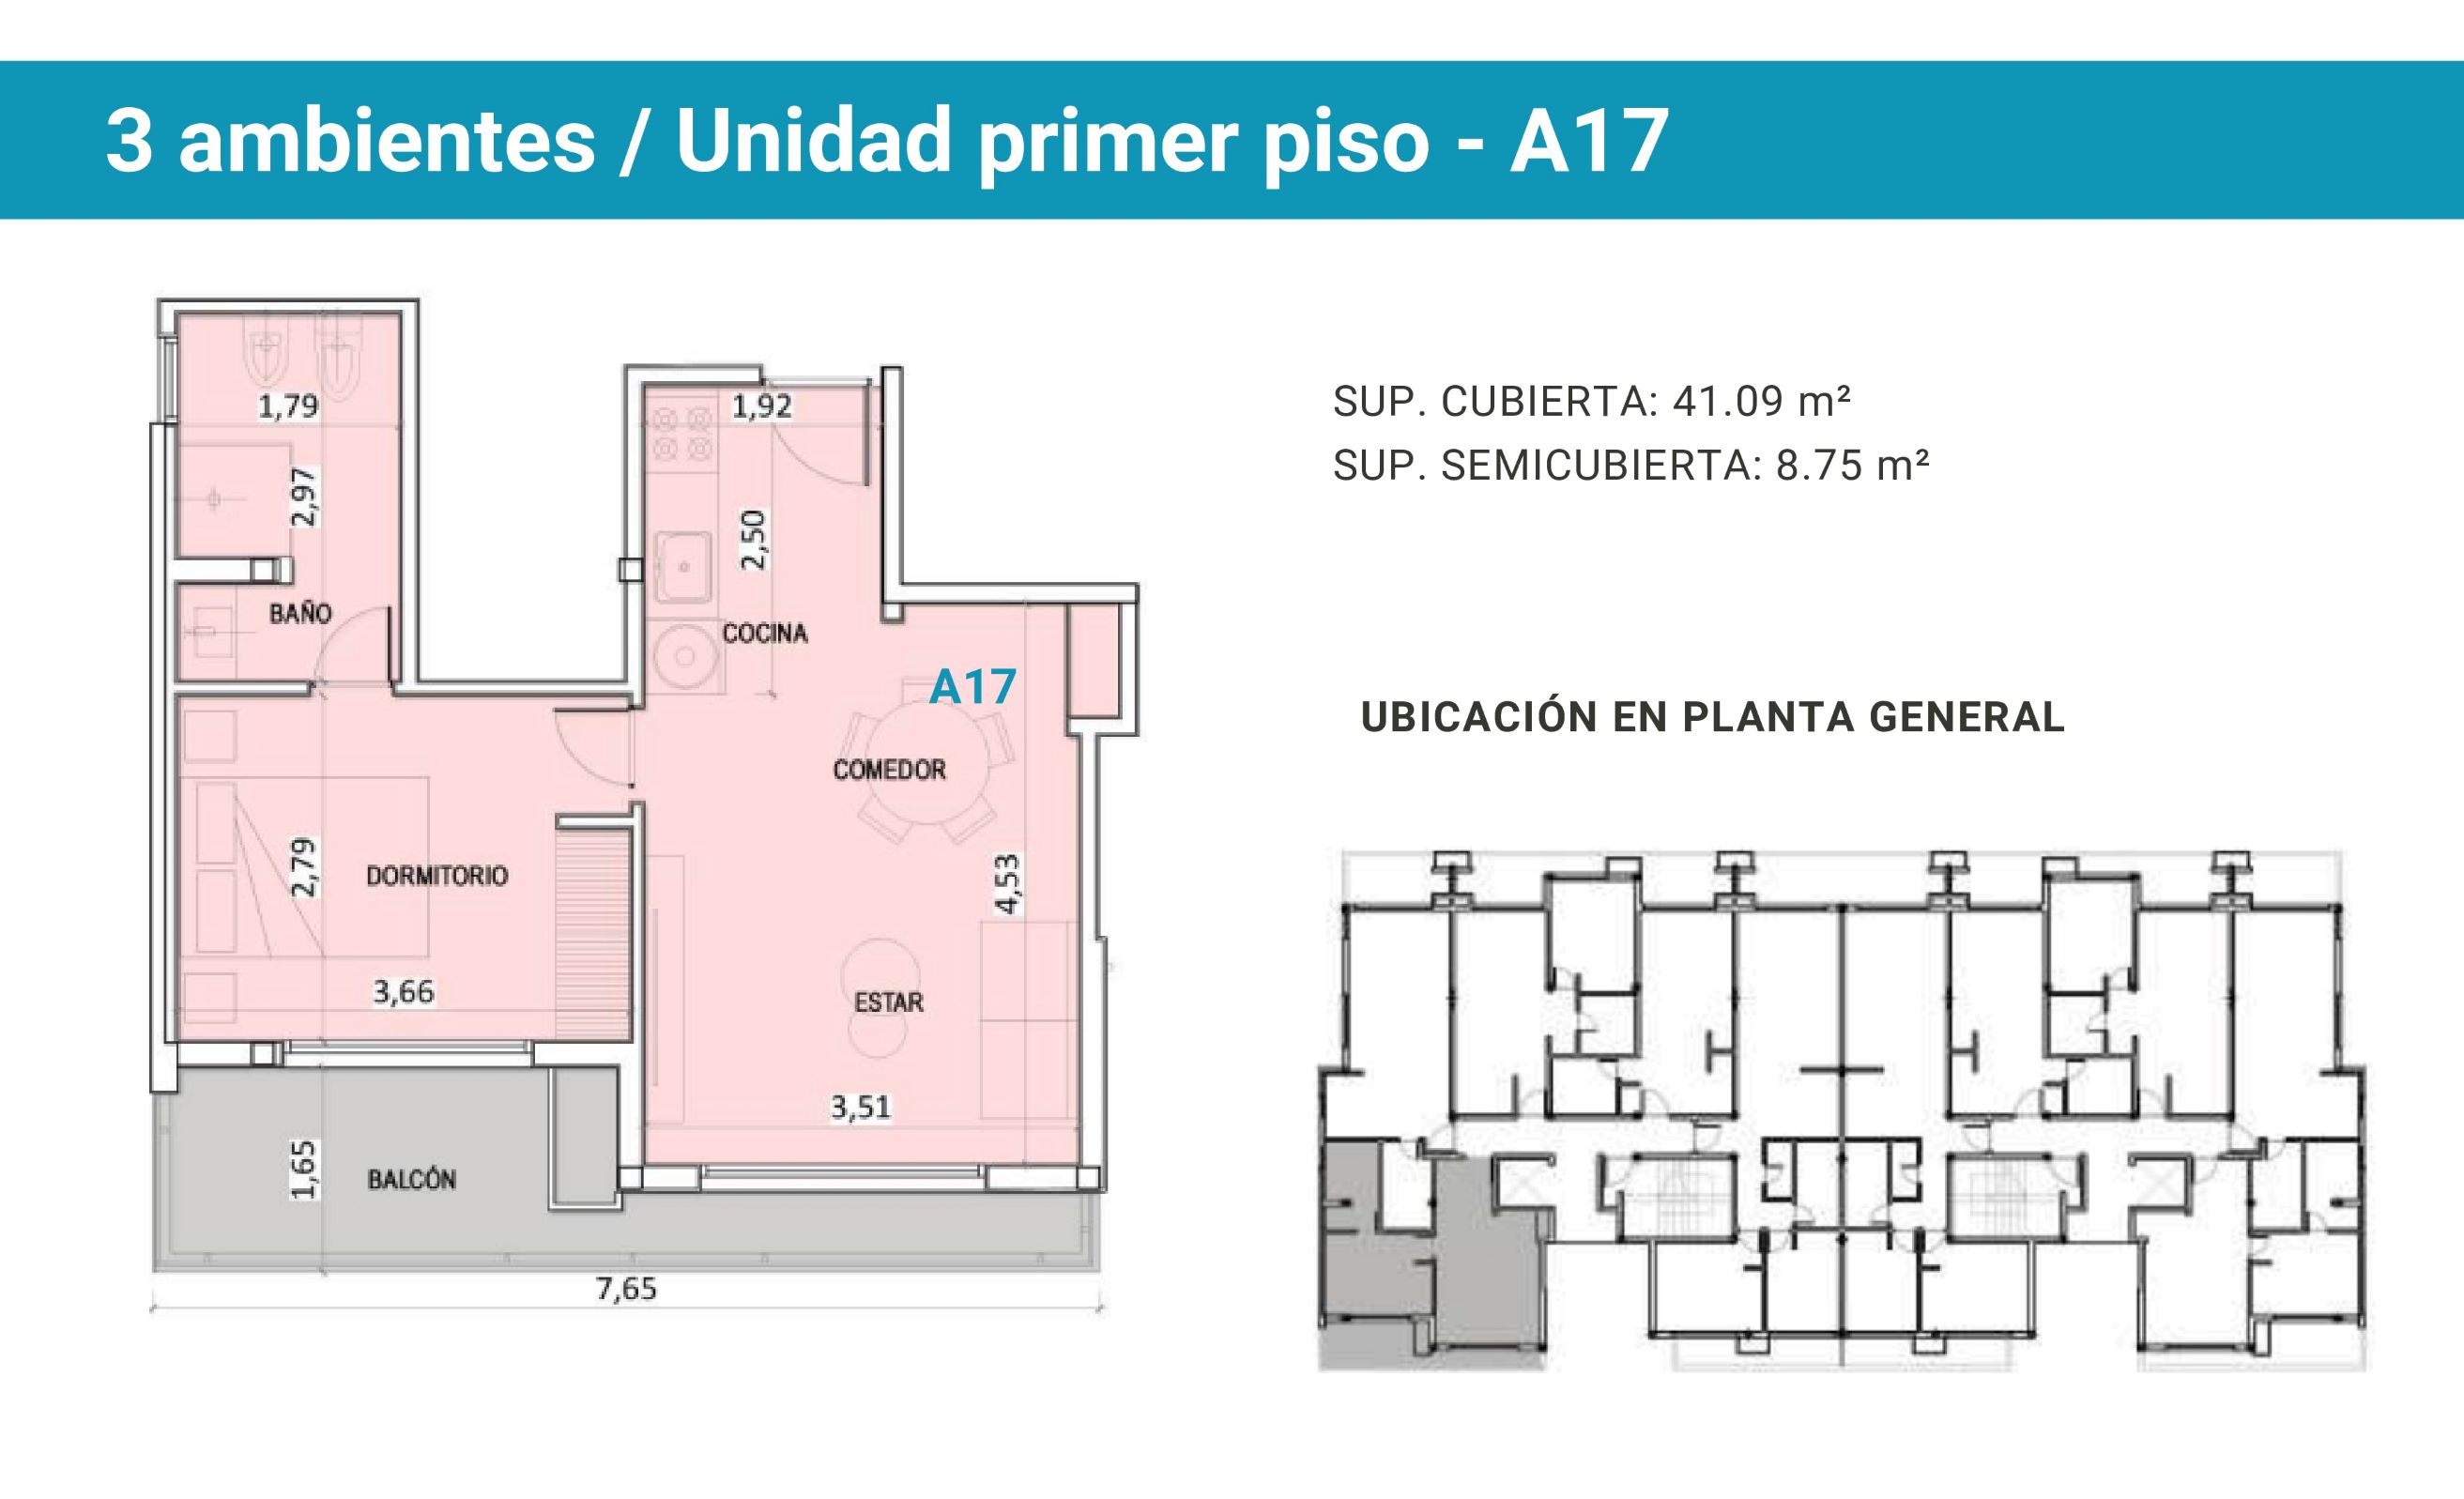 3 ambientes / Unidad primer piso - A17
SUP. CUBIERTA: 41.09 m²
SUP. SEMICUBIERTA: 8.75 m²
UBICACIÓN EN PLANTA GENERAL
1,79
1,92
2,97
2,50
BAÑO
COCINA
A17
COMEDOR
2,79
DORMITORIO
4,53
3,66
ESTAR
3,51
1,65
BALCÓN
7,65